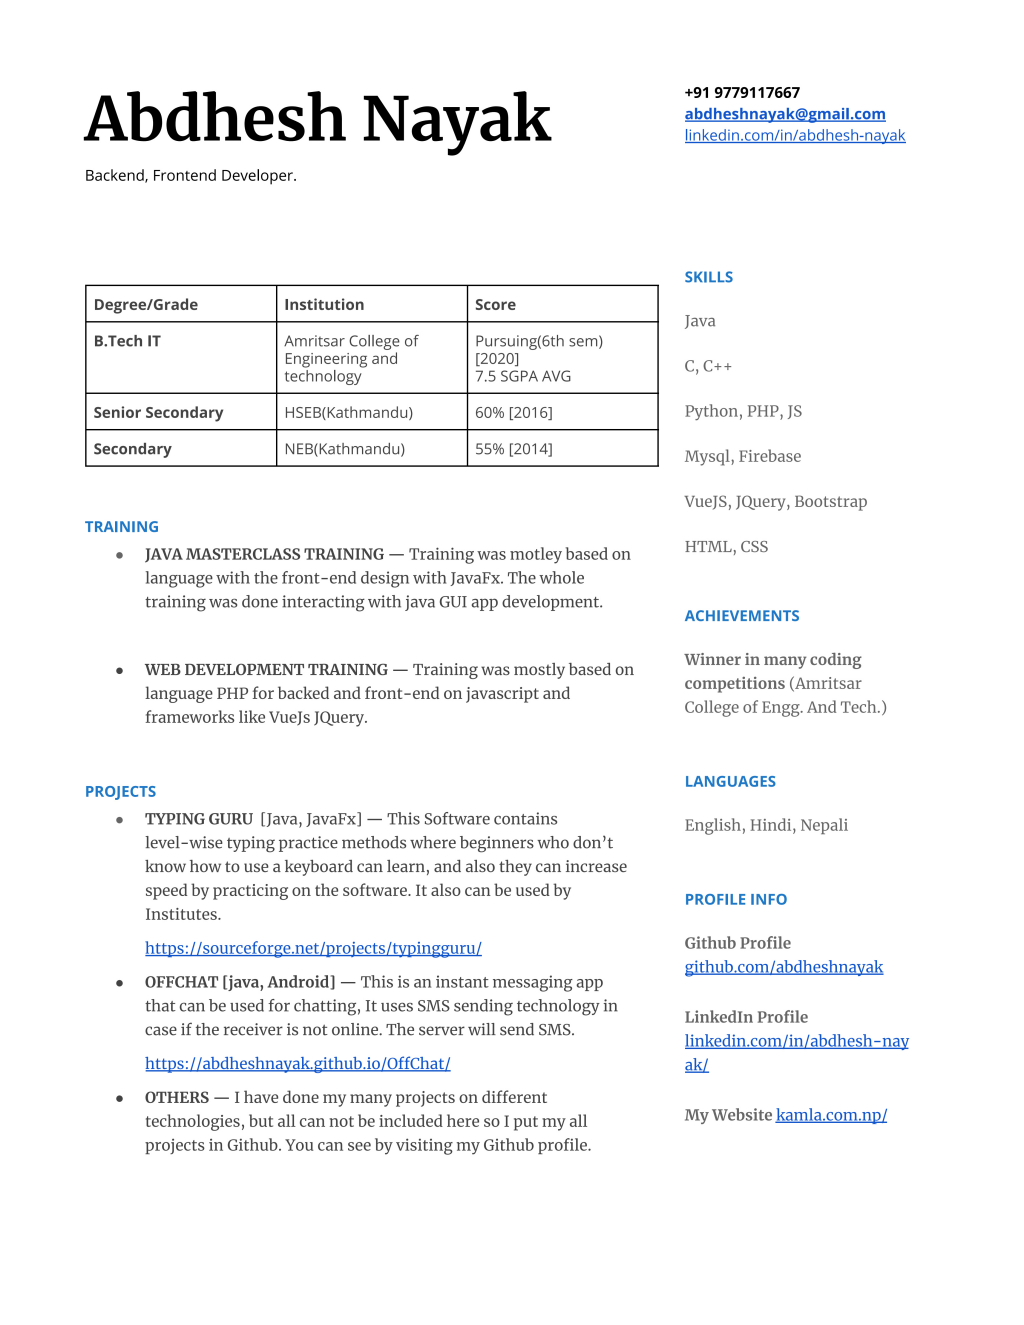 Abdhesh Nayak
Backend, Frontend Developer.
+91 9779117667
abdheshnayak@gmail.com
linkedin.com/in/abdhesh-nayak
Degree/Grade Institution Score
B.Tech IT Amritsar College of Pursuing(6th sem)
Engineering and [2020]
technology 7.5 SGPA AVG
Senior Secondary HSEB(Kathmandu) 60% [2016]
Secondary NEB(Kathmandu) 55% [2014]
TRAINING
● JAVA MASTERCLASS TRAINING — Training was motley based on
language with the front-end design with JavaFx. The whole
training was done interacting with java GUI app development.
● WEB DEVELOPMENT TRAINING — Training was mostly based on
language PHP for backed and front-end on javascript and
frameworks like VueJs JQuery.
PROJECTS
● TYPING GURU [Java, JavaFx] — This Software contains
level-wise typing practice methods where beginners who don’t
know how to use a keyboard can learn, and also they can increase
speed by practicing on the software. It also can be used by
Institutes.
https://sourceforge.net/projects/typingguru/
● OFFCHAT [java, Android] — This is an instant messaging app
that can be used for chatting, It uses SMS sending technology in
case if the receiver is not online. The server will send SMS.
https://abdheshnayak.github.io/OffChat/
● OTHERS — I have done my many projects on different
technologies, but all can not be included here so I put my all
projects in Github. You can see by visiting my Github profile.
SKILLS
Java
C, C++
Python, PHP, JS
Mysql, Firebase
VueJS, JQuery, Bootstrap
HTML, CSS
ACHIEVEMENTS
Winner in many coding
competitions (Amritsar
College of Engg. And Tech.)
LANGUAGES
English, Hindi, Nepali
PROFILE INFO
Github Profile
github.com/abdheshnayak
LinkedIn Profile
linkedin.com/in/abdhesh-nay
ak/
My Website kamla.com.np/